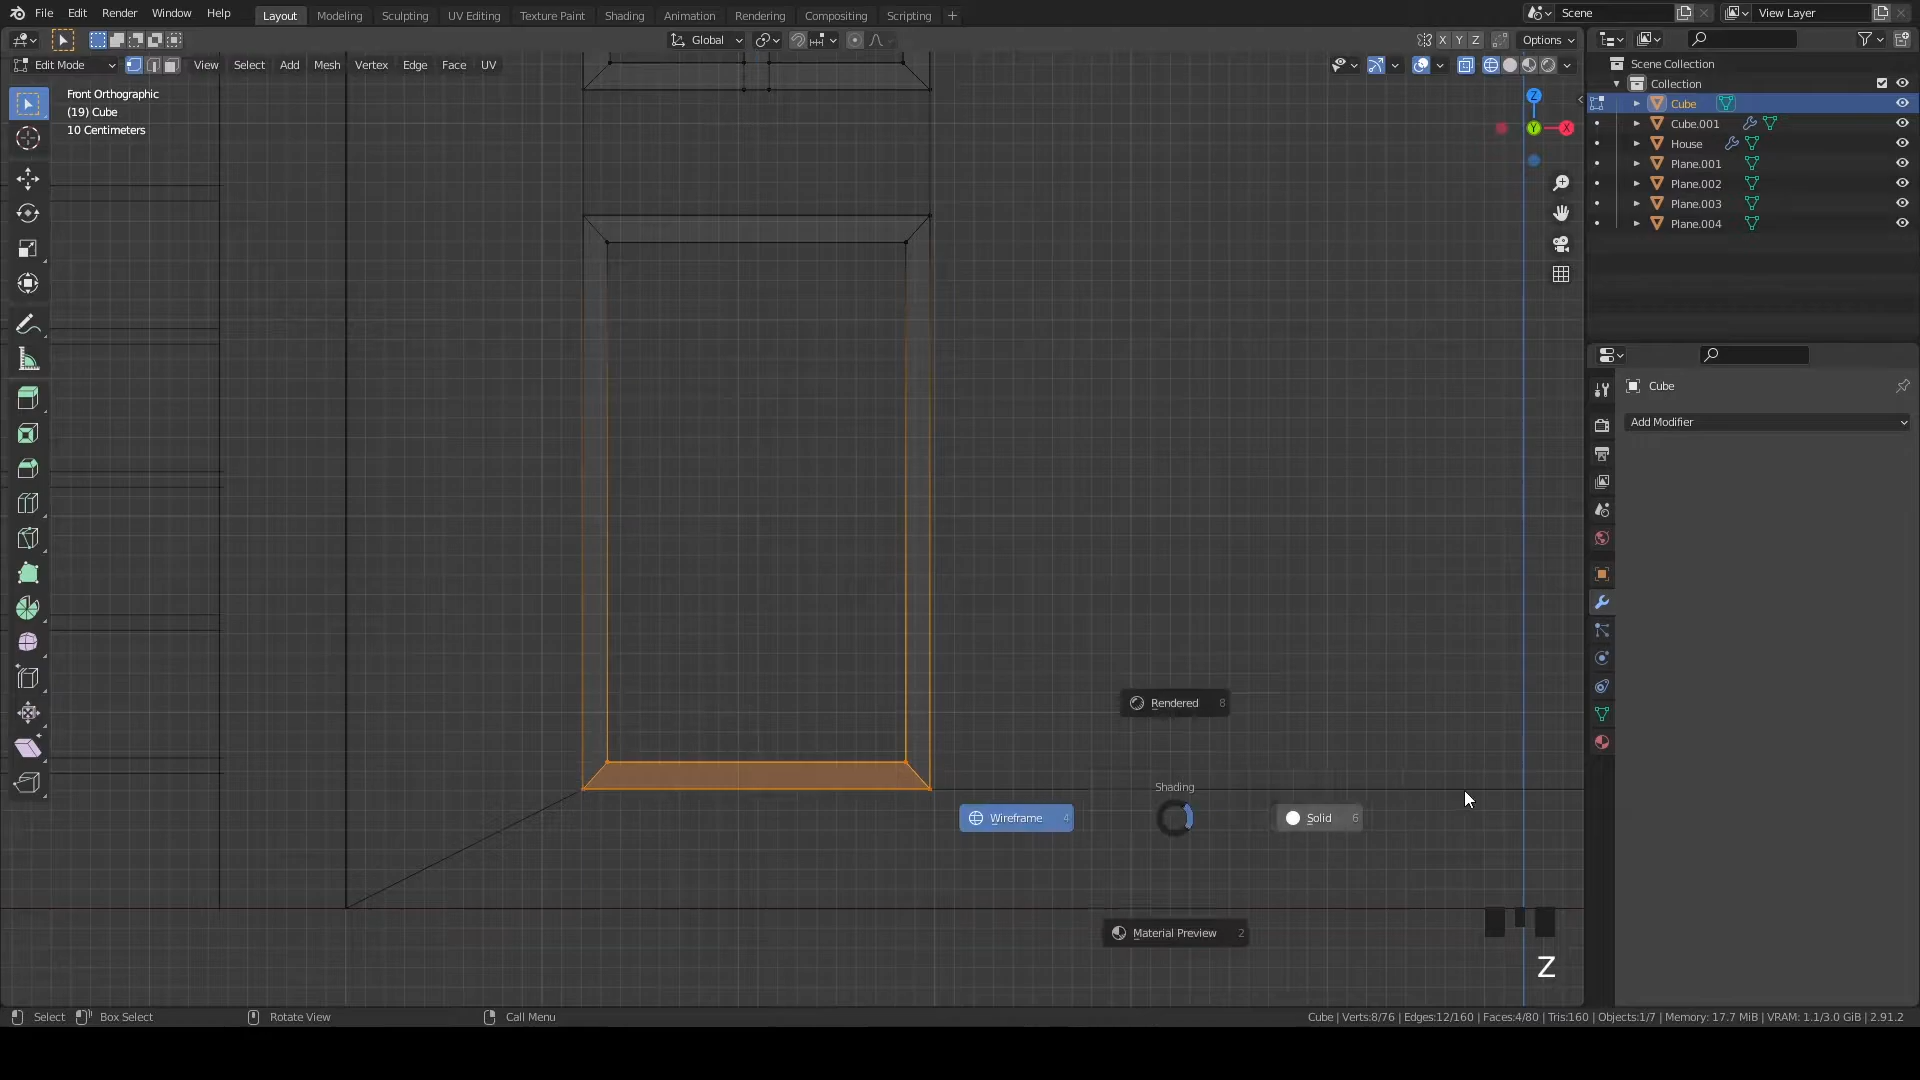 File Edit Render Window Help Layout Modeling Sculpting UV Editing Texture Paint Shading Animation Rendering Compositing Scripting + Scene View Layer
Global X Y Z Options
Edit Mode View Select Add Mesh Vertex Edge Face UV
Front Orthographic
(19) Cube
10 Centimeters
Z
Y
X
Scene Collection
Collection
Cube
Cube.001
House
Plane.001
Plane.002
Plane.003
Plane.004
Cube
Add Modifier
Rendered 8
Shading
Wireframe 4
Solid 6
Material Preview 2
Z
Select Box Select Rotate View Call Menu Cube | Verts:8/76 | Edges:12/160 | Faces:4/80 | Tris:160 | Objects:1/7 | Memory: 17.7 MiB | VRAM: 1.1/3.0 GiB | 2.91.2